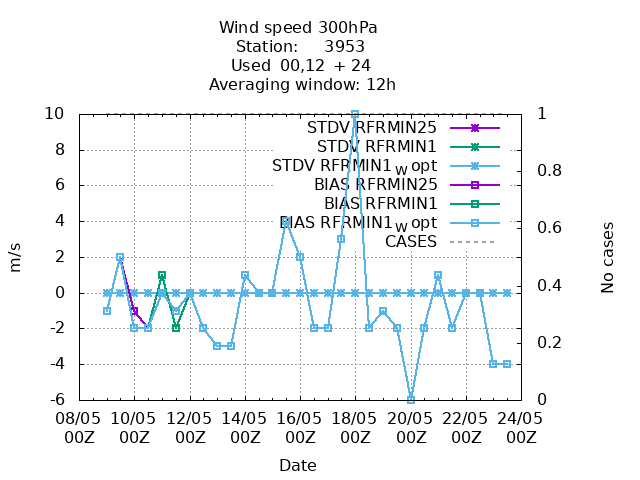 Wind speed 300hPa
Station: 3953
Used 00,12 + 24
Averaging window: 12h
10 1
STDV RFRMIN25
8 STDV RFRMIN1
STDV RFRMIN1w opt 0.8
6 BIAS RFRMIN25
BIAS RFRMIN1
4 BIAS RFRMIN1w opt 0.6
CASES
m/s
No cases
2
0 0.4
-2
0.2
-4
-6 0
08/05 10/05 12/05 14/05 16/05 18/05 20/05 22/05 24/05
00Z 00Z 00Z 00Z 00Z 00Z 00Z 00Z 00Z
Date